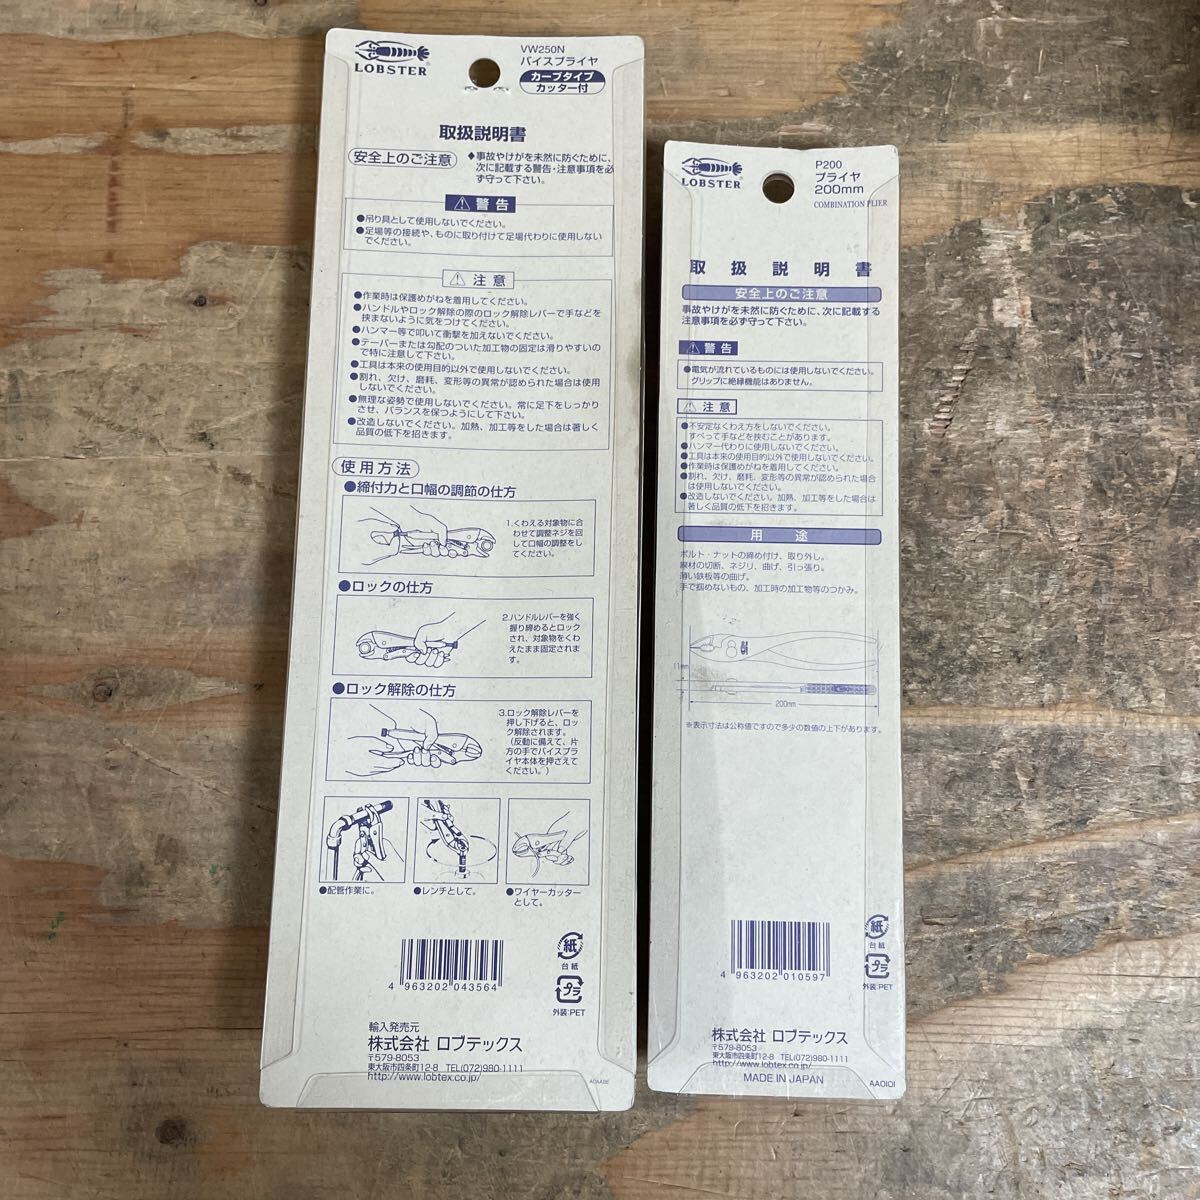 LOBSTER
VW250N
バイスプライヤ
カーブタイプ
カッター付
取扱説明書
安全上のご注意
◆事故やけがを未然に防ぐために、
次に記載する警告・注意事項を必
ず守って下さい。
⚠ 警告
●吊り具として使用しないでください。
●足場等の接続や、ものに取り付けて足場代わりに使用しない
でください。
⚠ 注意
●作業時は保護めがねを着用してください。
●ハンドルやロック解除の際のロック解除レバーで手などを
挟まないように気をつけてください。
●ハンマー等で叩いて衝撃を加えないでください。
●テーパーまたは勾配のついた加工物の固定は滑りやすいの
で特に注意して下さい。
●工具は本来の使用目的以外で使用しないでください。
●割れ、欠け、磨耗、変形等の異常が認められた場合は使用
しないでください。
●無理な姿勢で使用しないでください。常に足下をしっかり
させ、バランスを保つようにして下さい。
●改造しないでください。加熱、加工等をした場合は著しく
品質の低下を招きます。
使用方法
●締付力と口幅の調節の仕方
1.くわえる対象物に合
わせて調整ネジを回
して口幅の調整をし
てください。
●ロックの仕方
2.ハンドルレバーを強く
握り締めるとロック
され、対象物をくわ
えたまま固定されま
す。
●ロック解除の仕方
3.ロック解除レバーを
押し下げると、ロッ
ク解除されます。
(反動に備えて、片
方の手でバイスプラ
イヤ本体を押さえて
ください。)
●配管作業に。
●レンチとして。
●ワイヤーカッター
として。
4 963202 043564
紙
台紙
プラ
外装:PET
輸入発売元
株式会社 ロブテックス
〒579-8053
東大阪市四条町12-8 TEL(072)980-1111
http://www.lobtex.co.jp/
LOBSTER
P200
プライヤ
200mm
COMBINATION PLIER
取扱説明書
安全上のご注意
事故やけがを未然に防ぐために、次に記載する
注意事項を必ず守って下さい。
⚠ 警告
●電気が流れているものには使用しないでください。
グリップに絶縁機能はありません。
⚠ 注意
●不安定なくわえ方をしないでください。
すべって手などを挟むことがあります。
●ハンマー代わりに使用しないでください。
●工具は本来の使用目的以外で使用しないでください。
●作業時は保護めがねを着用してください。
●割れ、欠け、磨耗、変形等の異常が認められた場合
は使用しないでください。
●改造しないでください。加熱、加工等をした場合は
著しく品質の低下を招きます。
用途
ボルト・ナットの締め付け、取り外し。
線材の切断、ネジリ、曲げ、引っ張り。
薄い鉄板等の曲げ。
手で掴めないもの、加工時の加工物等のつかみ。
11mm
200mm
※表示寸法は公称値ですので多少の数値の上下があります。
4 963202 010597
紙
台紙
プラ
外装:PET
株式会社 ロブテックス
〒579-8053
東大阪市四条町12-8 TEL(072)980-1111
MADE IN JAPAN
AA0101